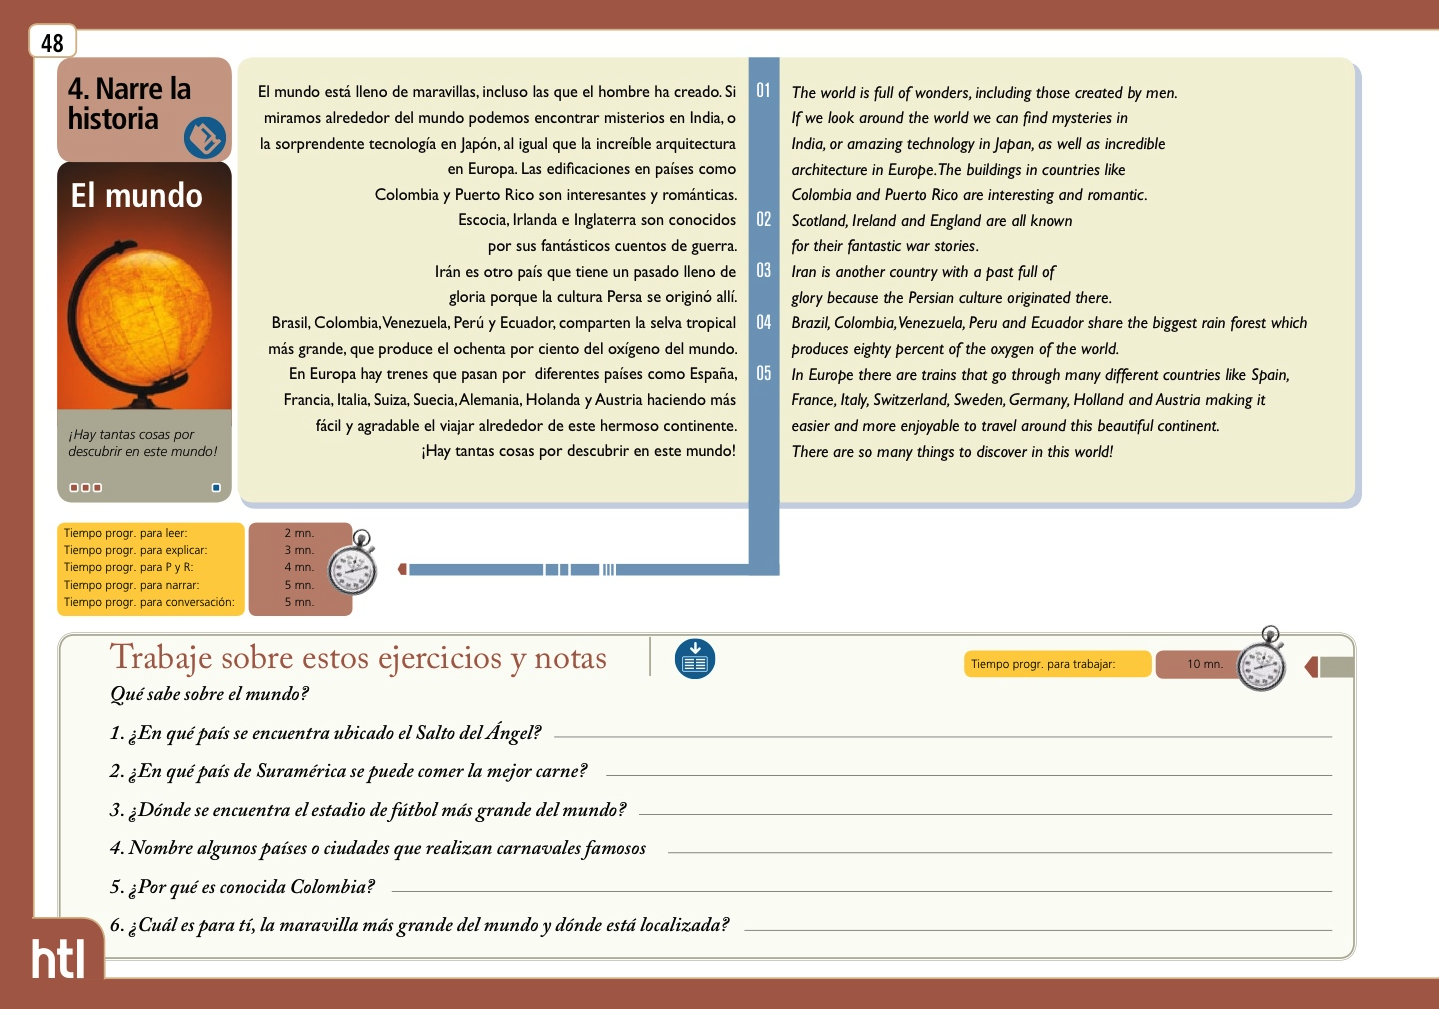 48
4. Narre la
historia
El mundo
¡Hay tantas cosas por
descubrir en este mundo!
El mundo está lleno de maravillas, incluso las que el hombre ha creado. Si
miramos alrededor del mundo podemos encontrar misterios en India, o
la sorprendente tecnología en Japón, al igual que la increíble arquitectura
en Europa. Las edificaciones en países como
Colombia y Puerto Rico son interesantes y románticas.
Escocia, Irlanda e Inglaterra son conocidos
por sus fantásticos cuentos de guerra.
Irán es otro país que tiene un pasado lleno de
gloria porque la cultura Persa se originó allí.
Brasil, Colombia, Venezuela, Perú y Ecuador, comparten la selva tropical
más grande, que produce el ochenta por ciento del oxígeno del mundo.
En Europa hay trenes que pasan por diferentes países como España,
Francia, Italia, Suiza, Suecia, Alemania, Holanda y Austria haciendo más
fácil y agradable el viajar alrededor de este hermoso continente.
¡Hay tantas cosas por descubrir en este mundo!
01
02
03
04
05
The world is full of wonders, including those created by men.
If we look around the world we can find mysteries in
India, or amazing technology in Japan, as well as incredible
architecture in Europe. The buildings in countries like
Colombia and Puerto Rico are interesting and romantic.
Scotland, Ireland and England are all known
for their fantastic war stories.
Iran is another country with a past full of
glory because the Persian culture originated there.
Brazil, Colombia, Venezuela, Peru and Ecuador share the biggest rain forest which
produces eighty percent of the oxygen of the world.
In Europe there are trains that go through many different countries like Spain,
France, Italy, Switzerland, Sweden, Germany, Holland and Austria making it
easier and more enjoyable to travel around this beautiful continent.
There are so many things to discover in this world!
Tiempo progr. para leer: 2 mn.
Tiempo progr. para explicar: 3 mn.
Tiempo progr. para P y R: 4 mn.
Tiempo progr. para narrar: 5 mn.
Tiempo progr. para conversación: 5 mn.
Trabaje sobre estos ejercicios y notas
Tiempo progr. para trabajar: 10 mn.
Qué sabe sobre el mundo?
1. ¿En qué país se encuentra ubicado el Salto del Ángel?
2. ¿En qué país de Suramérica se puede comer la mejor carne?
3. ¿Dónde se encuentra el estadio de fútbol más grande del mundo?
4. Nombre algunos países o ciudades que realizan carnavales famosos
5. ¿Por qué es conocida Colombia?
6. ¿Cuál es para tí, la maravilla más grande del mundo y dónde está localizada?
htl